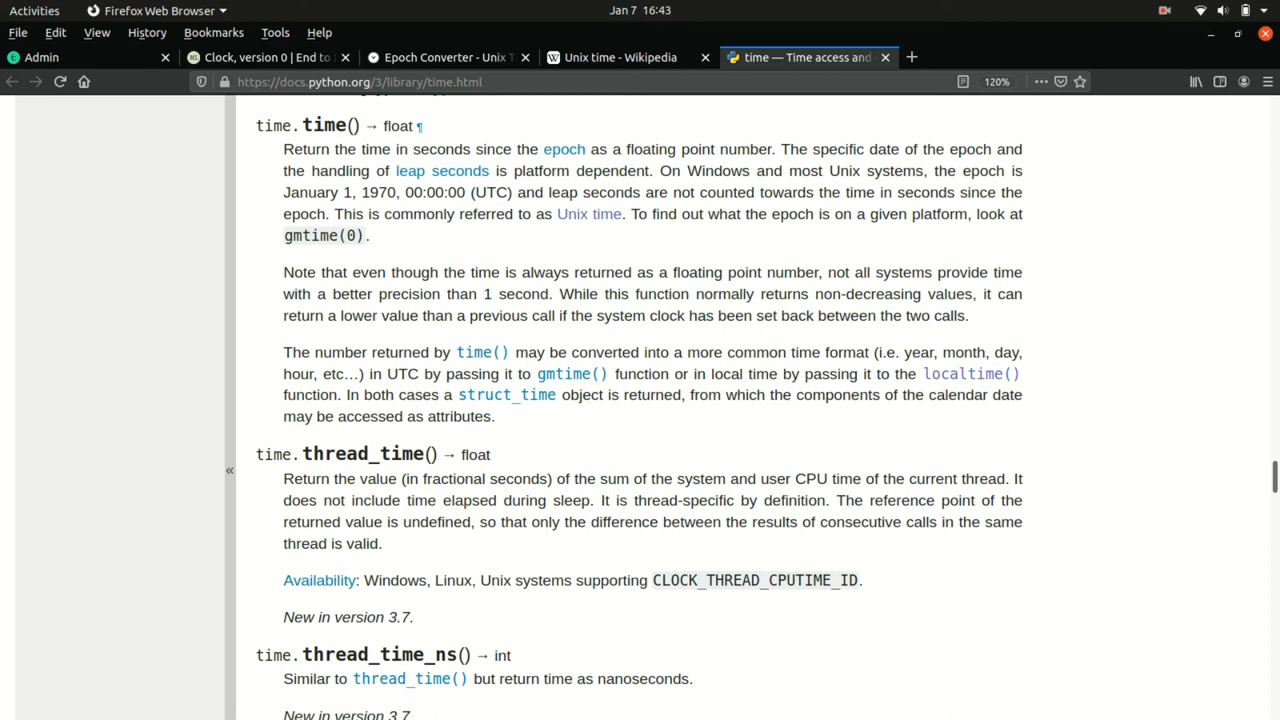 Activities Firefox Web Browser Jan 7 16:43
File Edit View History Bookmarks Tools Help
Admin Clock, version 0 | End to Epoch Converter - Unix T Unix time - Wikipedia time — Time access and
https://docs.python.org/3/library/time.html 120%
time.time() → float ¶
Return the time in seconds since the epoch as a floating point number. The specific date of the epoch and
the handling of leap seconds is platform dependent. On Windows and most Unix systems, the epoch is
January 1, 1970, 00:00:00 (UTC) and leap seconds are not counted towards the time in seconds since the
epoch. This is commonly referred to as Unix time. To find out what the epoch is on a given platform, look at
gmtime(0).
Note that even though the time is always returned as a floating point number, not all systems provide time
with a better precision than 1 second. While this function normally returns non-decreasing values, it can
return a lower value than a previous call if the system clock has been set back between the two calls.
The number returned by time() may be converted into a more common time format (i.e. year, month, day,
hour, etc…) in UTC by passing it to gmtime() function or in local time by passing it to the localtime()
function. In both cases a struct_time object is returned, from which the components of the calendar date
may be accessed as attributes.
time.thread_time() → float
«
Return the value (in fractional seconds) of the sum of the system and user CPU time of the current thread. It
does not include time elapsed during sleep. It is thread-specific by definition. The reference point of the
returned value is undefined, so that only the difference between the results of consecutive calls in the same
thread is valid.
Availability: Windows, Linux, Unix systems supporting CLOCK_THREAD_CPUTIME_ID.
New in version 3.7.
time.thread_time_ns() → int
Similar to thread_time() but return time as nanoseconds.
New in version 3.7